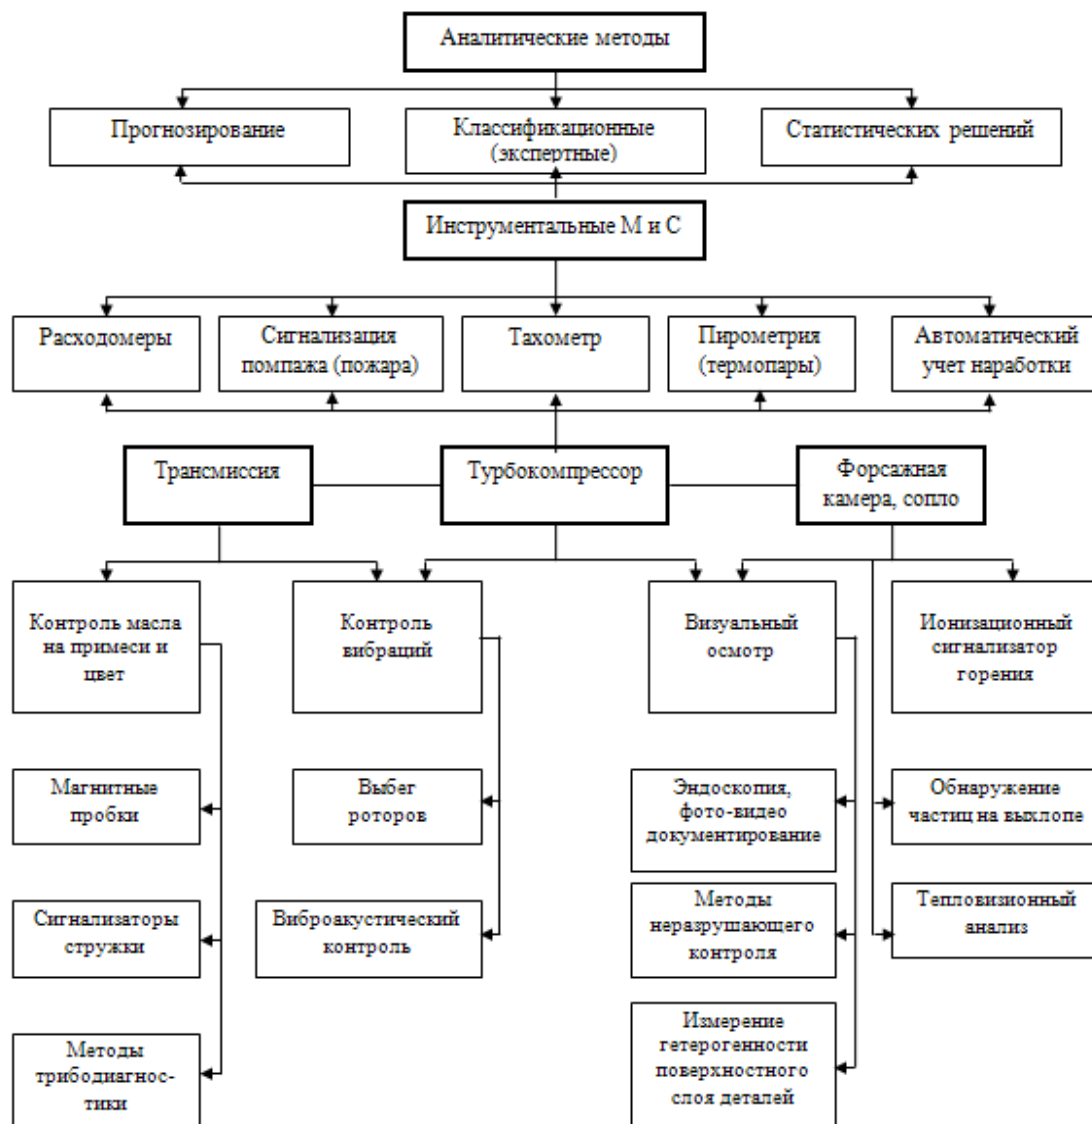 Аналитические методы
Прогнозирование
Классификационные
(экспертные)
Статистических решений
Инструментальные М и С
Расходомеры
Сигнализация
помпажа (пожара)
Тахометр
Пирометрия
(термопары)
Автоматический
учет наработки
Трансмиссия
Турбокомпрессор
Форсажная
камера, сопло
Контроль масла
на примеси и
цвет
Контроль
вибраций
Визуальный
осмотр
Ионизационный
сигнализатор
горения
Магнитные
пробки
Выбег
роторов
Эндоскопия,
фото-видео
документирование
Обнаружение
частиц на выхлопе
Сигнализаторы
стружки
Виброакустический
контроль
Методы
неразрушающего
контроля
Тепловизионный
анализ
Методы
трибодиагнос-
тики
Измерение
гетерогенности
поверхностного
слоя деталей